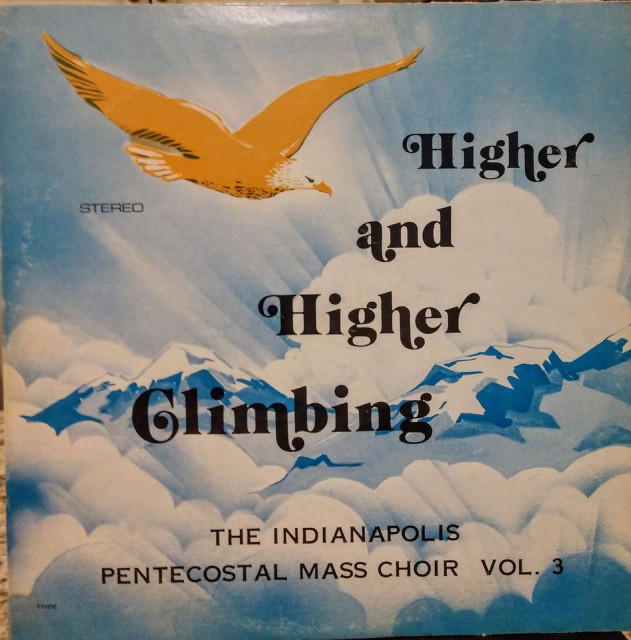 STEREO
Higher
and
Higher
Climbing
THE INDIANAPOLIS
PENTECOSTAL MASS CHOIR VOL. 3